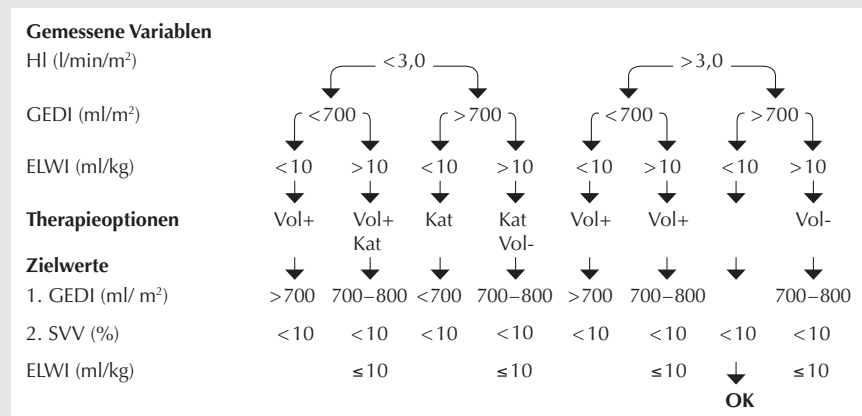 Gemessene Variablen
HI (l/min/m²) <3,0 >3,0
GEDI (ml/m²) <700 >700 <700 >700
ELWI (ml/kg) <10 >10 <10 >10 <10 >10 <10 >10
Therapieoptionen Vol+ Vol+ Kat Kat Vol+ Vol+ Vol-
Kat Vol-
Zielwerte
1. GEDI (ml/ m²) >700 700–800 <700 700–800 >700 700–800 700–800
2. SVV (%) <10 <10 <10 <10 <10 <10 <10 <10
ELWI (ml/kg) ≤10 ≤10 ≤10 ≤10
OK